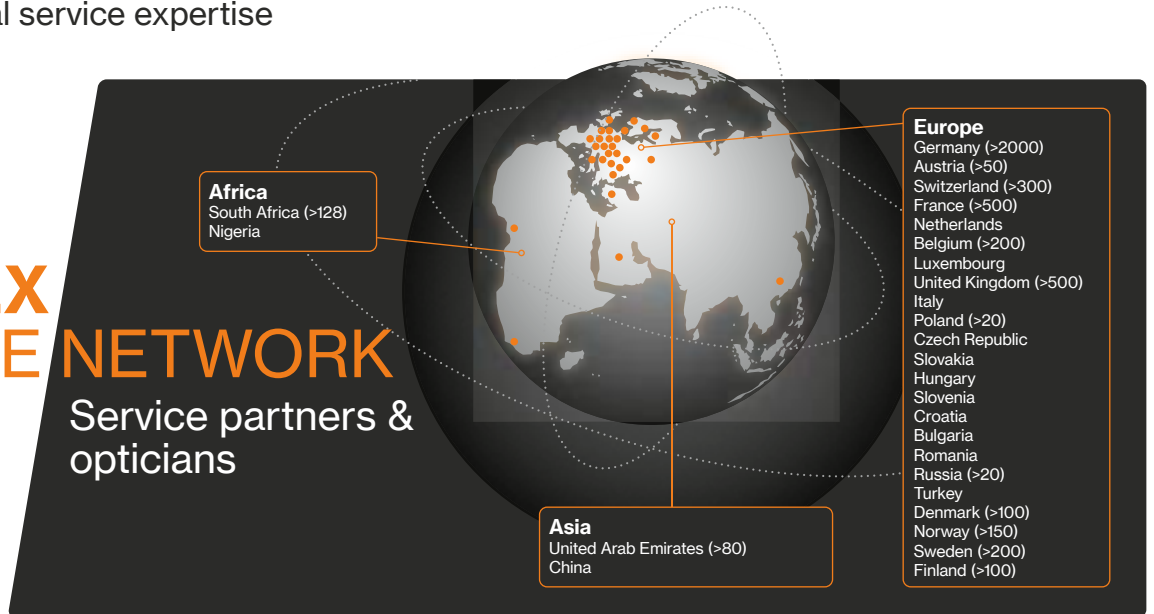 service expertise
NETWORK
Service partners &
opticians
Africa
South Africa (>128)
Nigeria
Asia
United Arab Emirates (>80)
China
Europe
Germany (>2000)
Austria (>50)
Switzerland (>300)
France (>500)
Netherlands
Belgium (>200)
Luxembourg
United Kingdom (>500)
Italy
Poland (>20)
Czech Republic
Slovakia
Hungary
Slovenia
Croatia
Bulgaria
Romania
Russia (>20)
Turkey
Denmark (>100)
Norway (>150)
Sweden (>200)
Finland (>100)